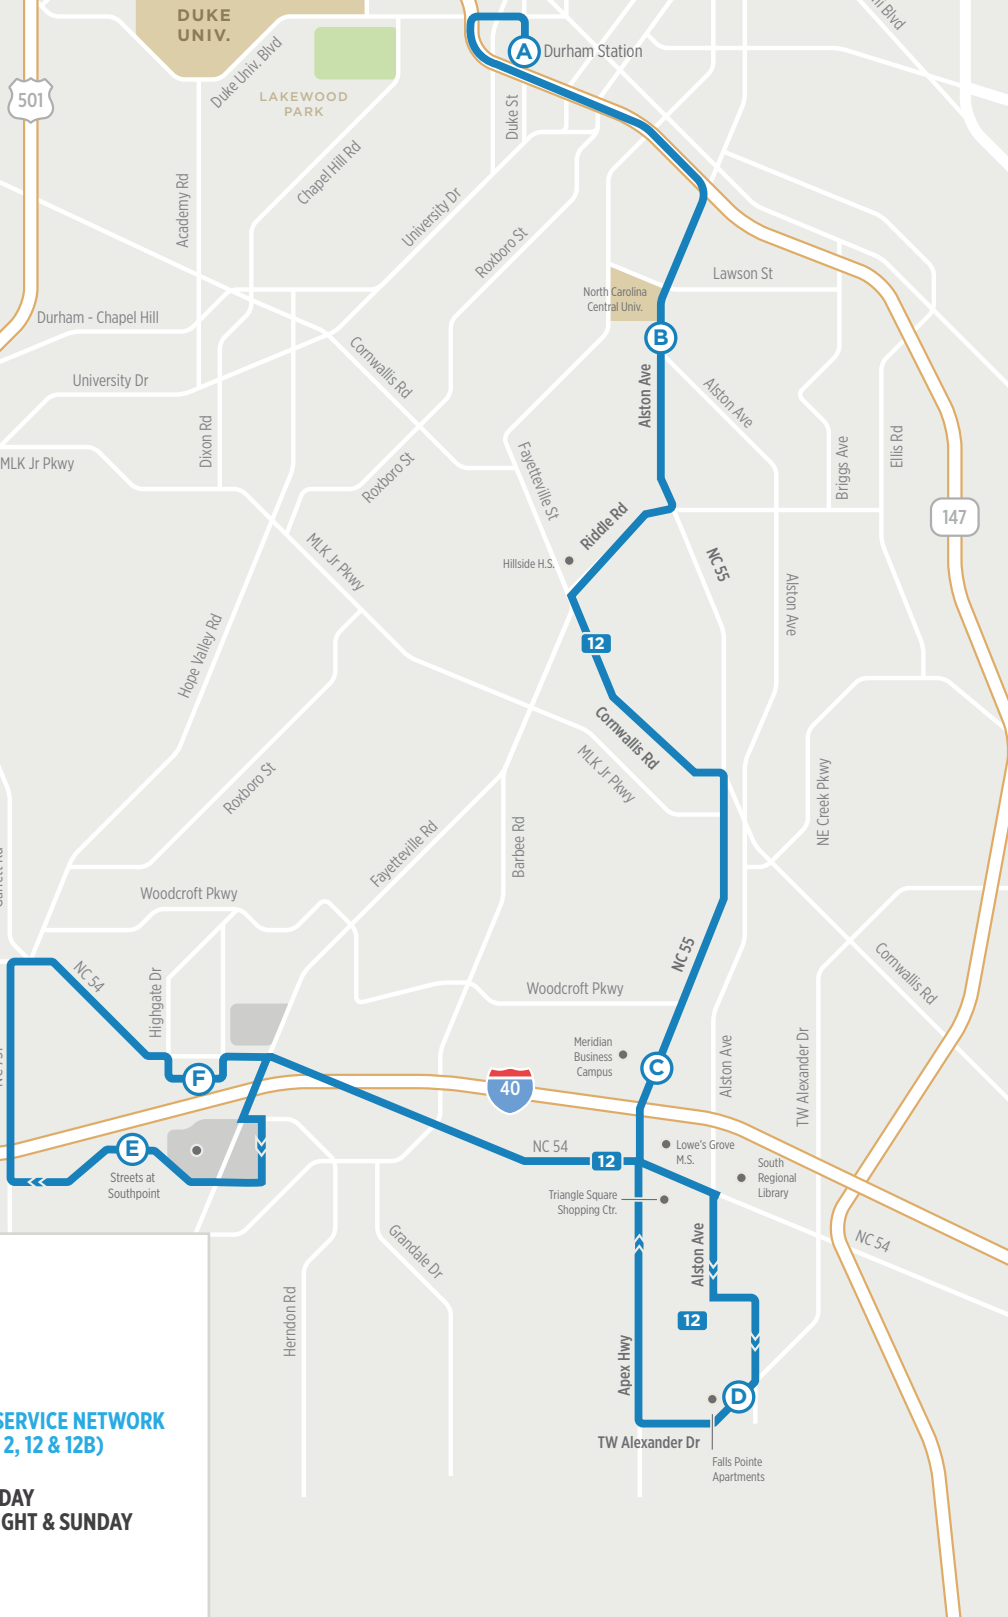 DUKE
UNIV.
Duke Univ. Blvd
LAKEWOOD
PARK
501
A
Durham Station
Duke St
Blvd
Academy Rd
Chapel Hill Rd
University Dr
Roxboro St
Lawson St
North Carolina
Central Univ.
B
Durham - Chapel Hill
Cornwallis Rd
University Dr
Alston Ave
Alston Ave
Dixon Rd
MLK Jr Pkwy
Roxboro St
Fayetteville St
Briggs Ave
Ellis Rd
147
Riddle Rd
Hillside H.S.
MLK Jr Pkwy
NC 55
Alston Ave
12
Hope Valley Rd
Cornwallis Rd
MLK Jr Pkwy
Roxboro St
NE Creek Pkwy
Fayetteville Rd
Barbee Rd
Woodcroft Pkwy
NC 54
Highgate Dr
NC 55
Cornwallis Rd
Woodcroft Pkwy
Meridian
Business
Campus
C
Alston Ave
TW Alexander Dr
F
40
E
Streets at
Southpoint
NC 54
12
Lowe's Grove
M.S.
South
Regional
Library
Triangle Square
Shopping Ctr.
Grandale Dr
Alston Ave
NC 54
Herndon Rd
12
Apex Hwy
D
TW Alexander Dr
Falls Pointe
Apartments
SERVICE NETWORK
2, 12 & 12B)
DAY
GHT & SUNDAY